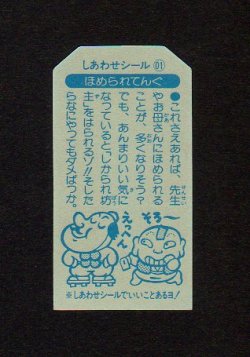 しあわせシール 01
ほめられてんぐ
●これさえあれば、先生
やお母さんにほめられる
ことが、多くなりそう?
でも、あんまりいい気に
なっているとしかられ坊
主にはられるゾ!!そした
らなにやってもダメばっか。
そろ〜
えっへん
※しあわせシールでいいことあるヨ!